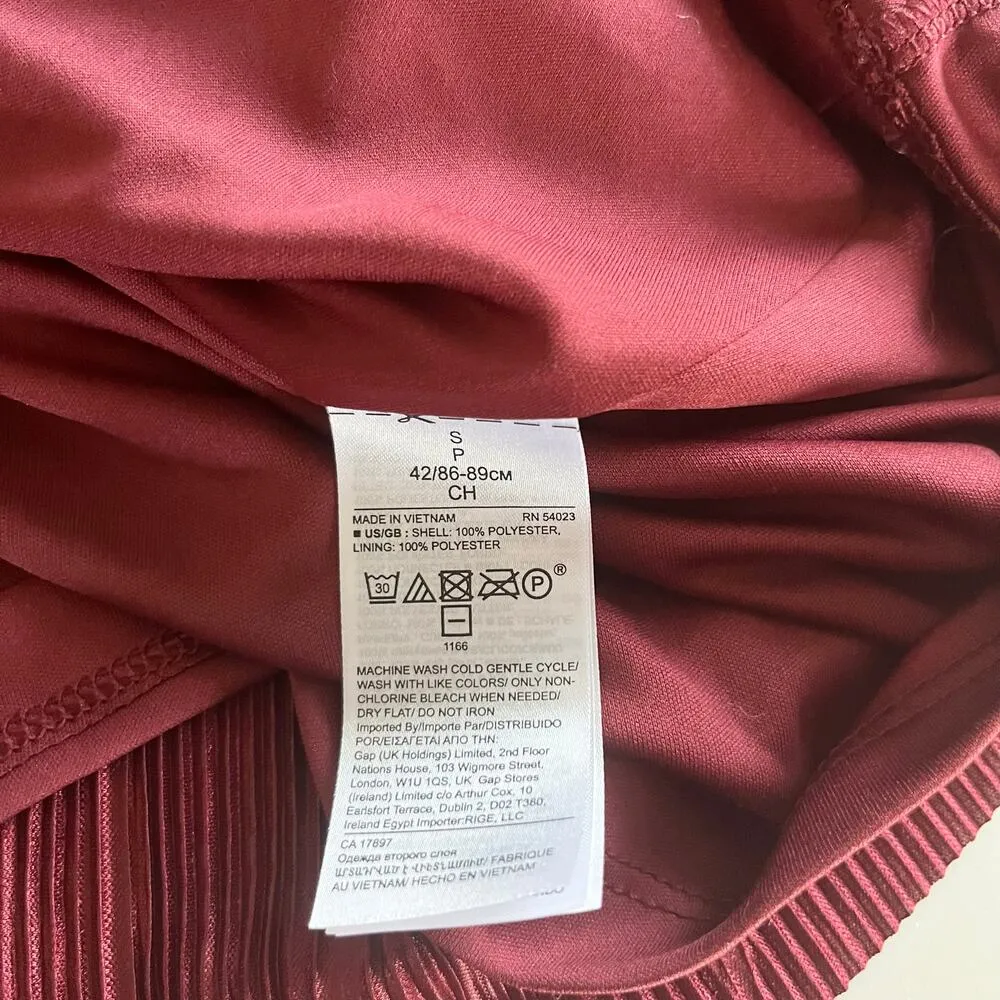 S
P
42/86-89см
CH
MADE IN VIETNAM RN 54023
■ US/GB : SHELL: 100% POLYESTER,
LINING: 100% POLYESTER
30 P ®
1166
MACHINE WASH COLD GENTLE CYCLE/
WASH WITH LIKE COLORS/ ONLY NON-
CHLORINE BLEACH WHEN NEEDED/
DRY FLAT/ DO NOT IRON
Imported By/Importe Par/DISTRIBUIDO
POR/ΕΙΣΑΓΕΤΑΙ ΑΠΟ ΤΗΝ:
Gap (UK Holdings) Limited, 2nd Floor
Nations House, 103 Wigmore Street,
London, W1U 1QS, UK Gap Stores
(Ireland) Limited c/o Arthur Cox, 10
Earlsfort Terrace, Dublin 2, D02 T380,
Ireland Egypt Importer:RIGE, LLC
CA 17897
Одежда второго слоя
ԱՐՏԱԴՐՎԱԾ Է ՎԻԵՏՆԱՄՈՒՄ/ FABRIQUÉ
AU VIETNAM/ HECHO EN VIETNAM